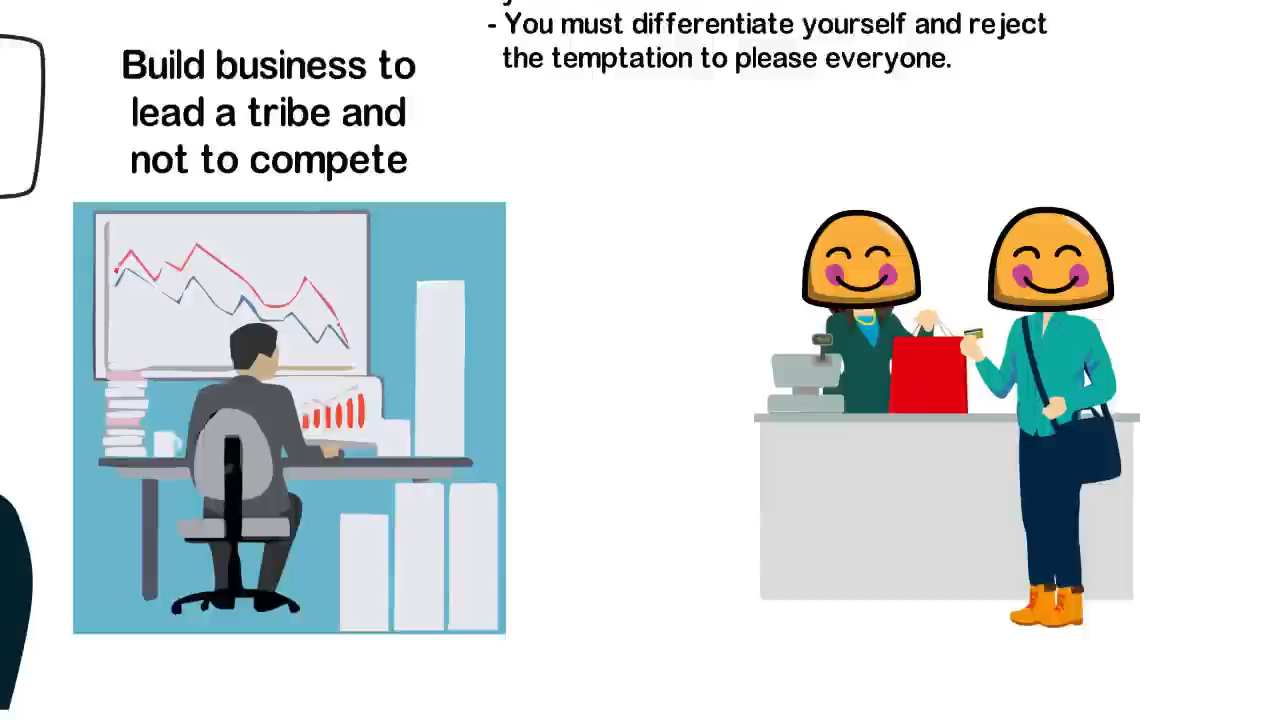 - You must differentiate yourself and reject
the temptation to please everyone.
Build business to
lead a tribe and
not to compete